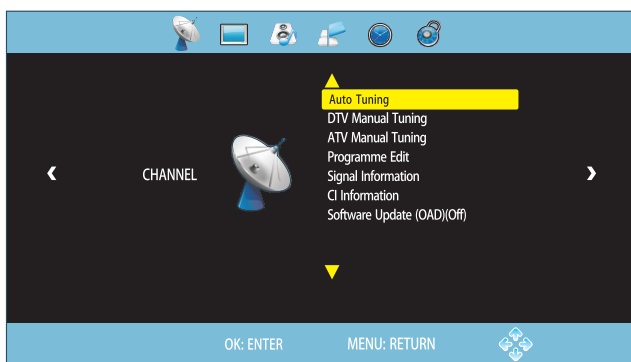 CHANNEL
Auto Tuning
DTV Manual Tuning
ATV Manual Tuning
Programme Edit
Signal Information
CI Information
Software Update (OAD)(Off)
OK: ENTER
MENU: RETURN